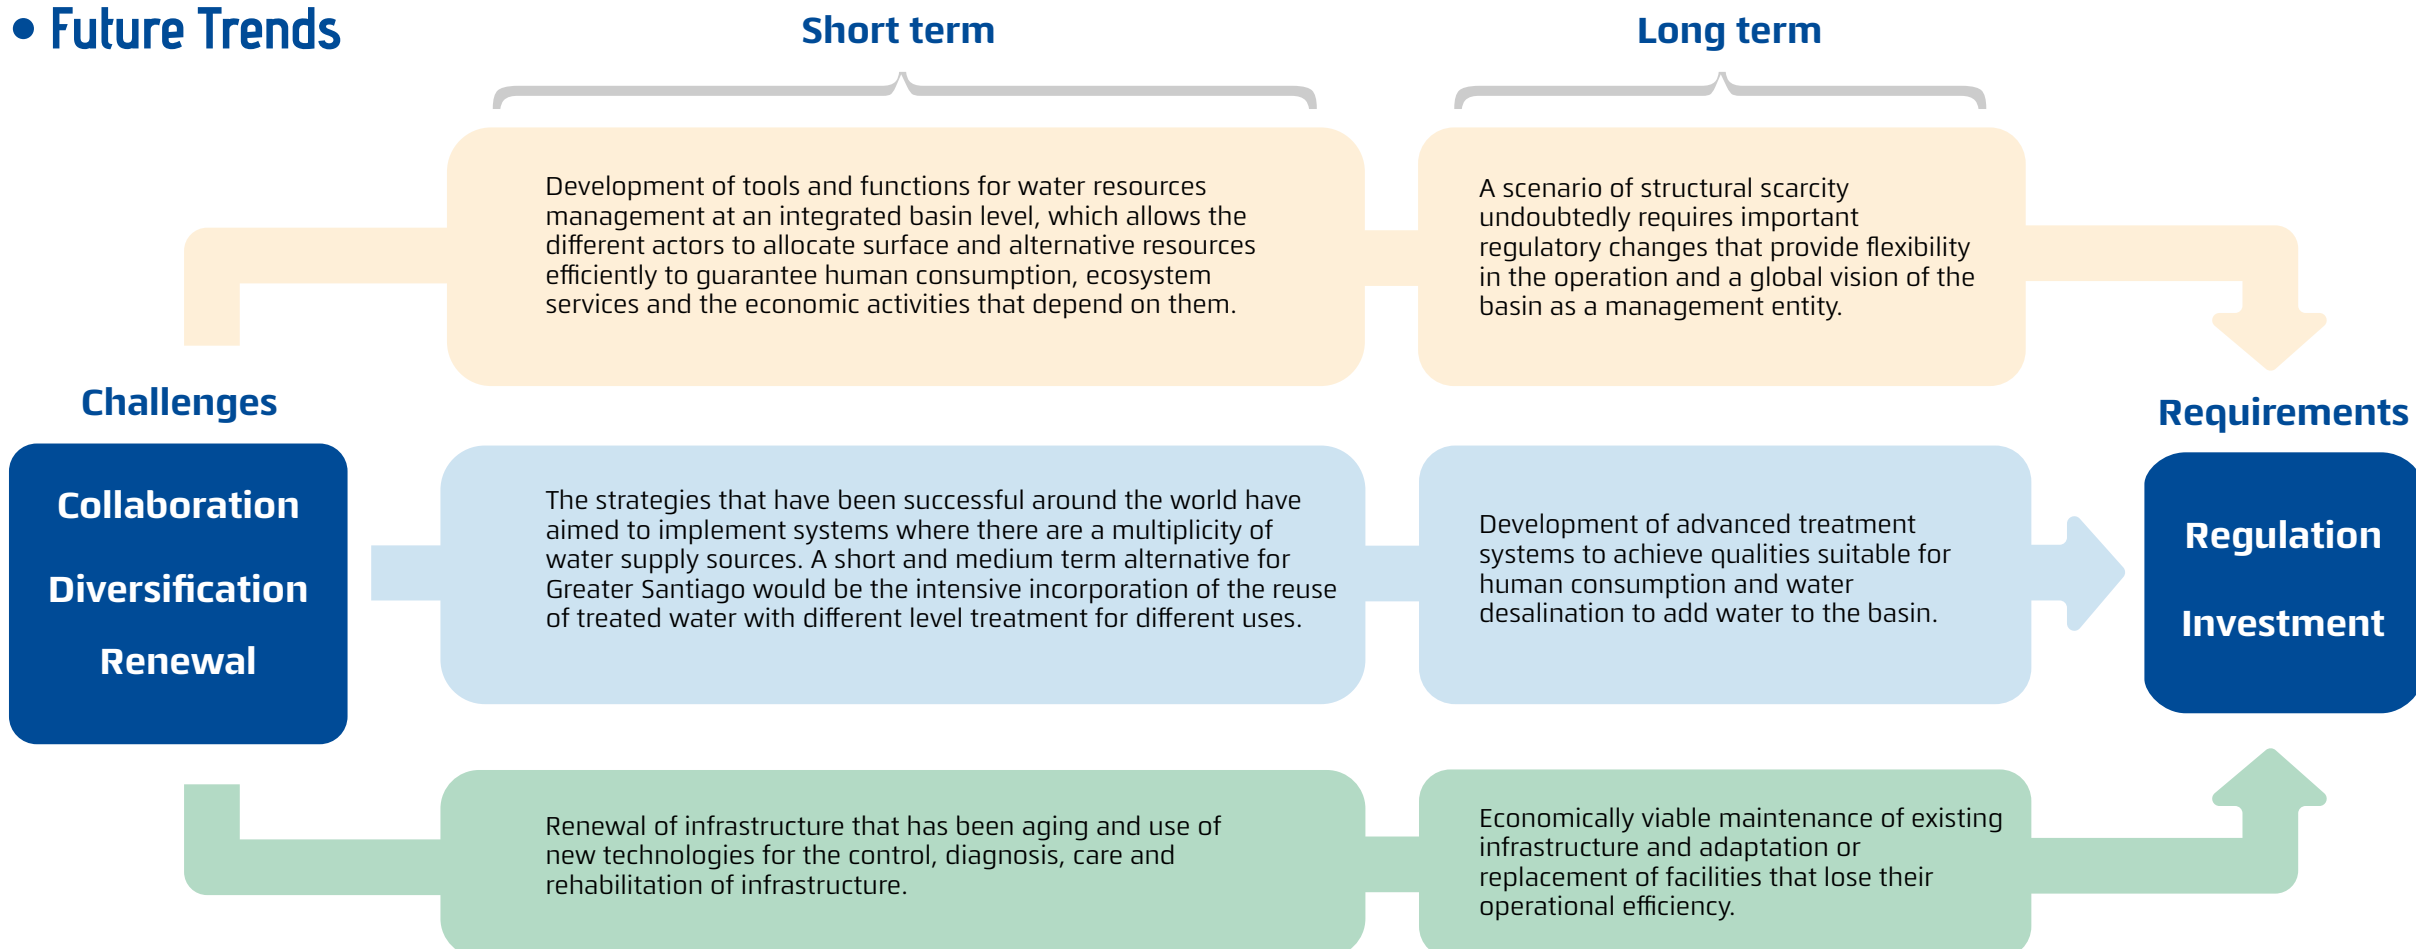 • Future Trends
Short term
Long term
Development of tools and functions for water resources
management at an integrated basin level, which allows the
different actors to allocate surface and alternative resources
efficiently to guarantee human consumption, ecosystem
services and the economic activities that depend on them.
A scenario of structural scarcity
undoubtedly requires important
regulatory changes that provide flexibility
in the operation and a global vision of the
basin as a management entity.
Challenges
Collaboration
Diversification
Renewal
The strategies that have been successful around the world have
aimed to implement systems where there are a multiplicity of
water supply sources. A short and medium term alternative for
Greater Santiago would be the intensive incorporation of the reuse
of treated water with different level treatment for different uses.
Development of advanced treatment
systems to achieve qualities suitable for
human consumption and water
desalination to add water to the basin.
Requirements
Regulation
Investment
Renewal of infrastructure that has been aging and use of
new technologies for the control, diagnosis, care and
rehabilitation of infrastructure.
Economically viable maintenance of existing
infrastructure and adaptation or
replacement of facilities that lose their
operational efficiency.